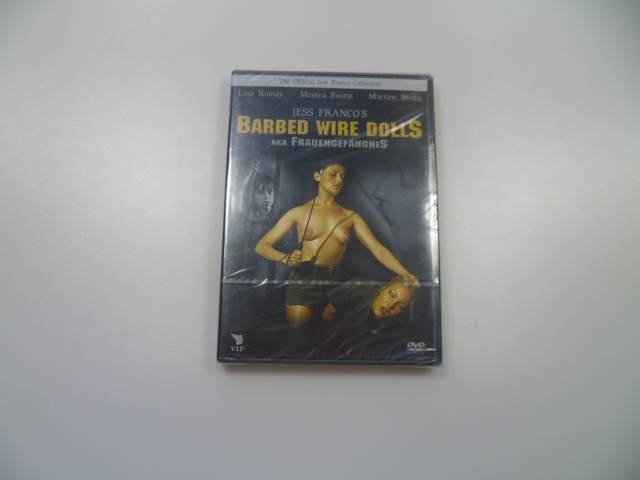 The Official Jess Franco Collection
Lina Romay Monica Swinn Martine Stedil
JESS FRANCO'S
BARBED WIRE DOLLS
AKA FRAUENGEFÄNGNIS
VIP
DVD